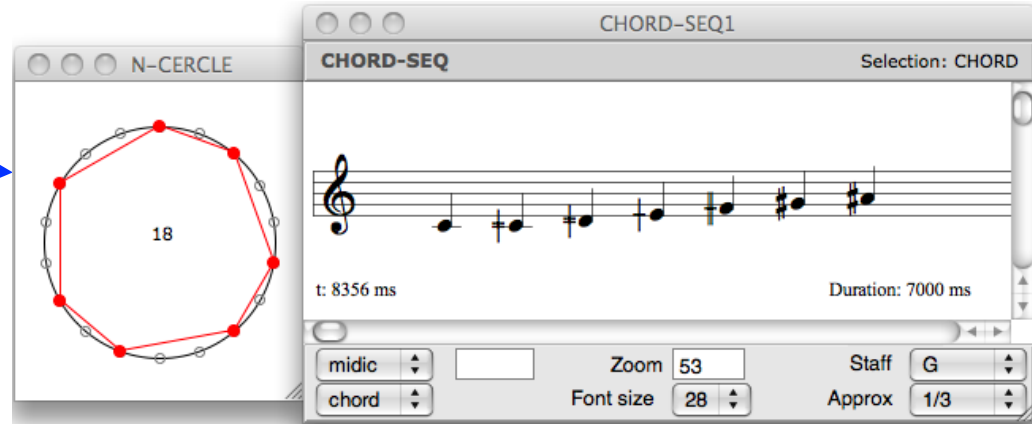 N-CERCLE
18
CHORD-SEQ1
CHORD-SEQ
Selection: CHORD
t: 8356 ms
Duration: 7000 ms
midic
Zoom 53
Staff G
chord
Font size 28
Approx 1/3